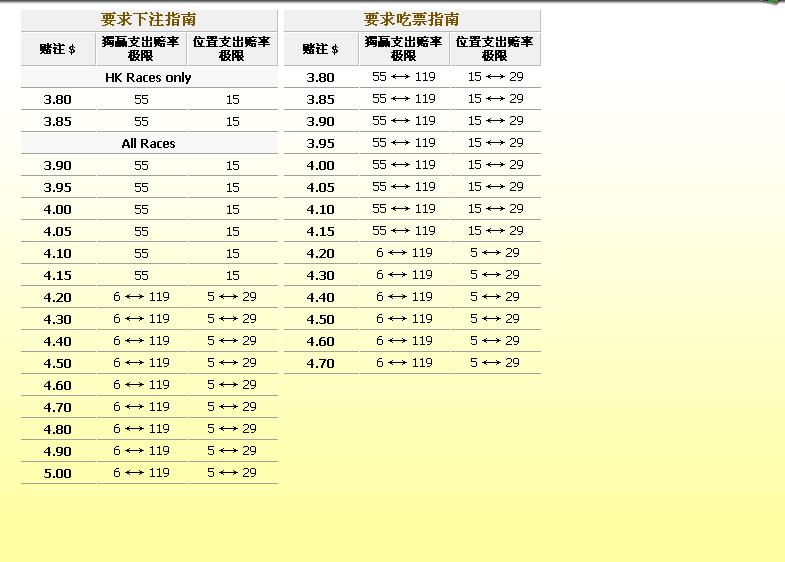 要求下注指南
赌注 $ 獨贏支出赔率极限 位置支出赔率极限
HK Races only
3.80 55 15
3.85 55 15
All Races
3.90 55 15
3.95 55 15
4.00 55 15
4.05 55 15
4.10 55 15
4.15 55 15
4.20 6 ↔ 119 5 ↔ 29
4.30 6 ↔ 119 5 ↔ 29
4.40 6 ↔ 119 5 ↔ 29
4.50 6 ↔ 119 5 ↔ 29
4.60 6 ↔ 119 5 ↔ 29
4.70 6 ↔ 119 5 ↔ 29
4.80 6 ↔ 119 5 ↔ 29
4.90 6 ↔ 119 5 ↔ 29
5.00 6 ↔ 119 5 ↔ 29
要求吃票指南
赌注 $ 獨贏支出赔率极限 位置支出赔率极限
3.80 55 ↔ 119 15 ↔ 29
3.85 55 ↔ 119 15 ↔ 29
3.90 55 ↔ 119 15 ↔ 29
3.95 55 ↔ 119 15 ↔ 29
4.00 55 ↔ 119 15 ↔ 29
4.05 55 ↔ 119 15 ↔ 29
4.10 55 ↔ 119 15 ↔ 29
4.15 55 ↔ 119 15 ↔ 29
4.20 6 ↔ 119 5 ↔ 29
4.30 6 ↔ 119 5 ↔ 29
4.40 6 ↔ 119 5 ↔ 29
4.50 6 ↔ 119 5 ↔ 29
4.60 6 ↔ 119 5 ↔ 29
4.70 6 ↔ 119 5 ↔ 29